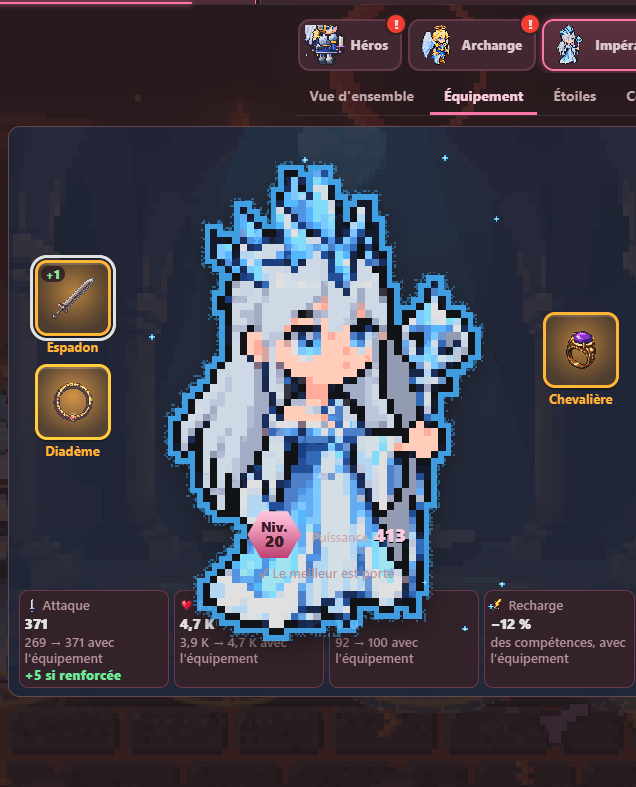 ! !
Héros Archange Impéra
Vue d'ensemble Équipement Étoiles
+1
Espadon
Diadème
Chevalière
Niv.
20
Puissance 413
✓ Le meilleur est porté
Attaque
371
269 → 371 avec
l'équipement
+5 si renforcée
4,7 K
3,9 K → 4,7 K avec
l'équipement
92 → 100 avec
l'équipement
Recharge
−12 %
des compétences, avec
l'équipement